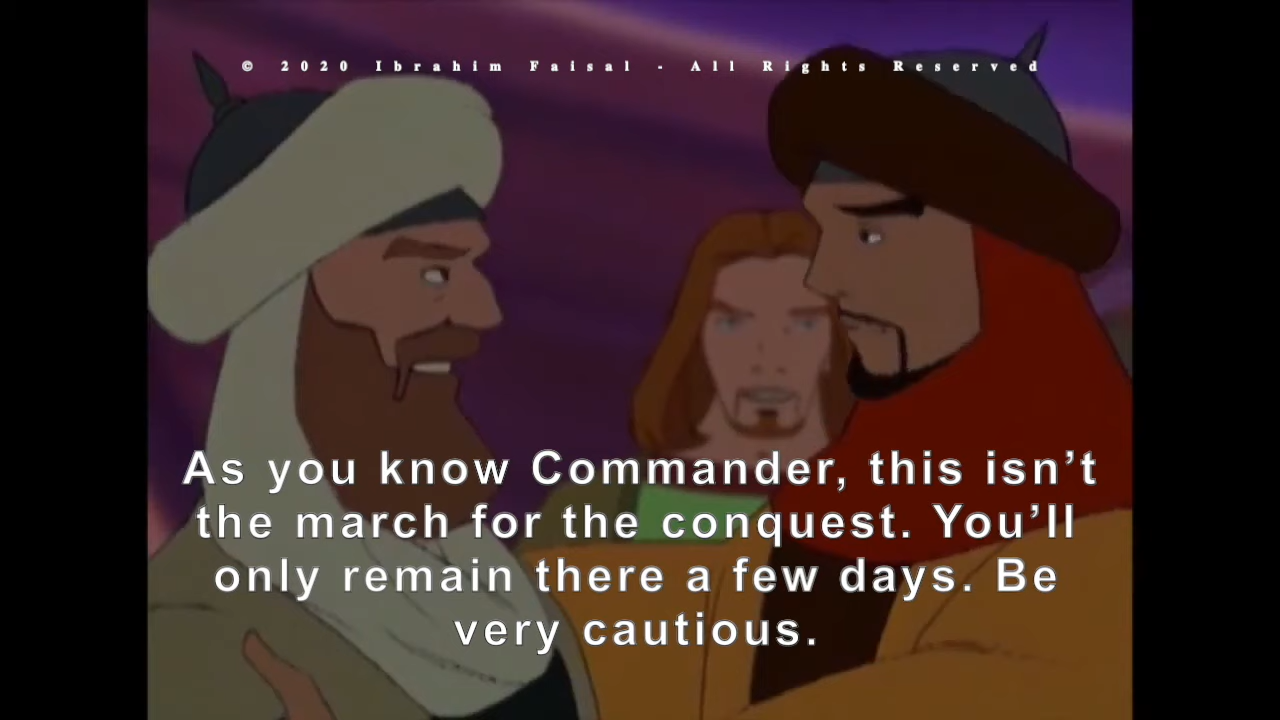 © 2020 Ibrahim Faisal - All Rights Reserved
As you know Commander, this isn’t
the march for the conquest. You’ll
only remain there a few days. Be
very cautious.